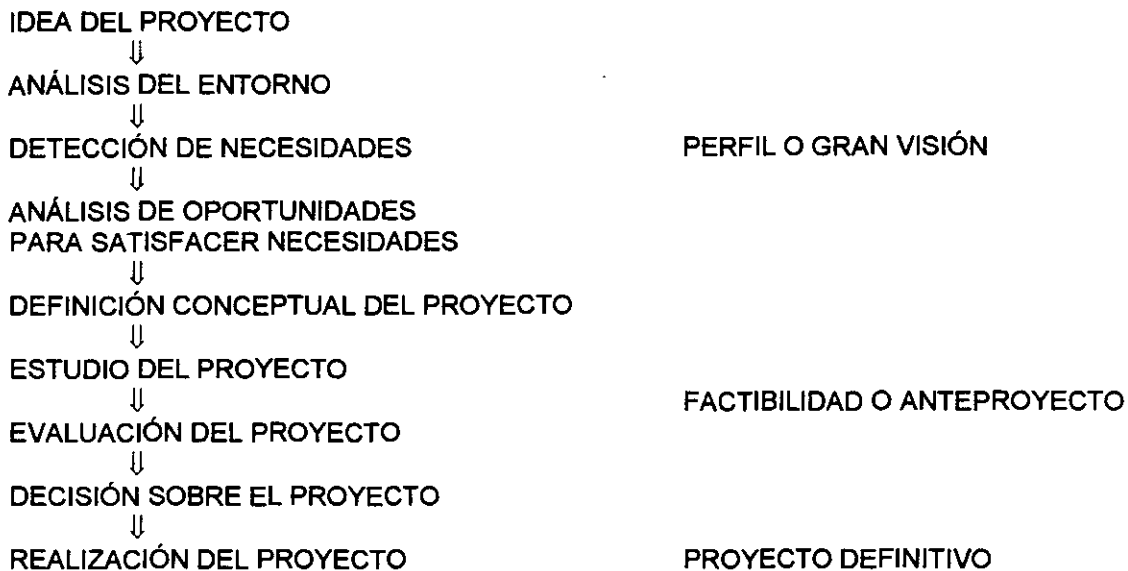 IDEA DEL PROYECTO
⇓
ANÁLISIS DEL ENTORNO
⇓
DETECCIÓN DE NECESIDADES PERFIL O GRAN VISIÓN
⇓
ANÁLISIS DE OPORTUNIDADES
PARA SATISFACER NECESIDADES
⇓
DEFINICIÓN CONCEPTUAL DEL PROYECTO
⇓
ESTUDIO DEL PROYECTO
⇓ FACTIBILIDAD O ANTEPROYECTO
EVALUACIÓN DEL PROYECTO
⇓
DECISIÓN SOBRE EL PROYECTO
⇓
REALIZACIÓN DEL PROYECTO PROYECTO DEFINITIVO